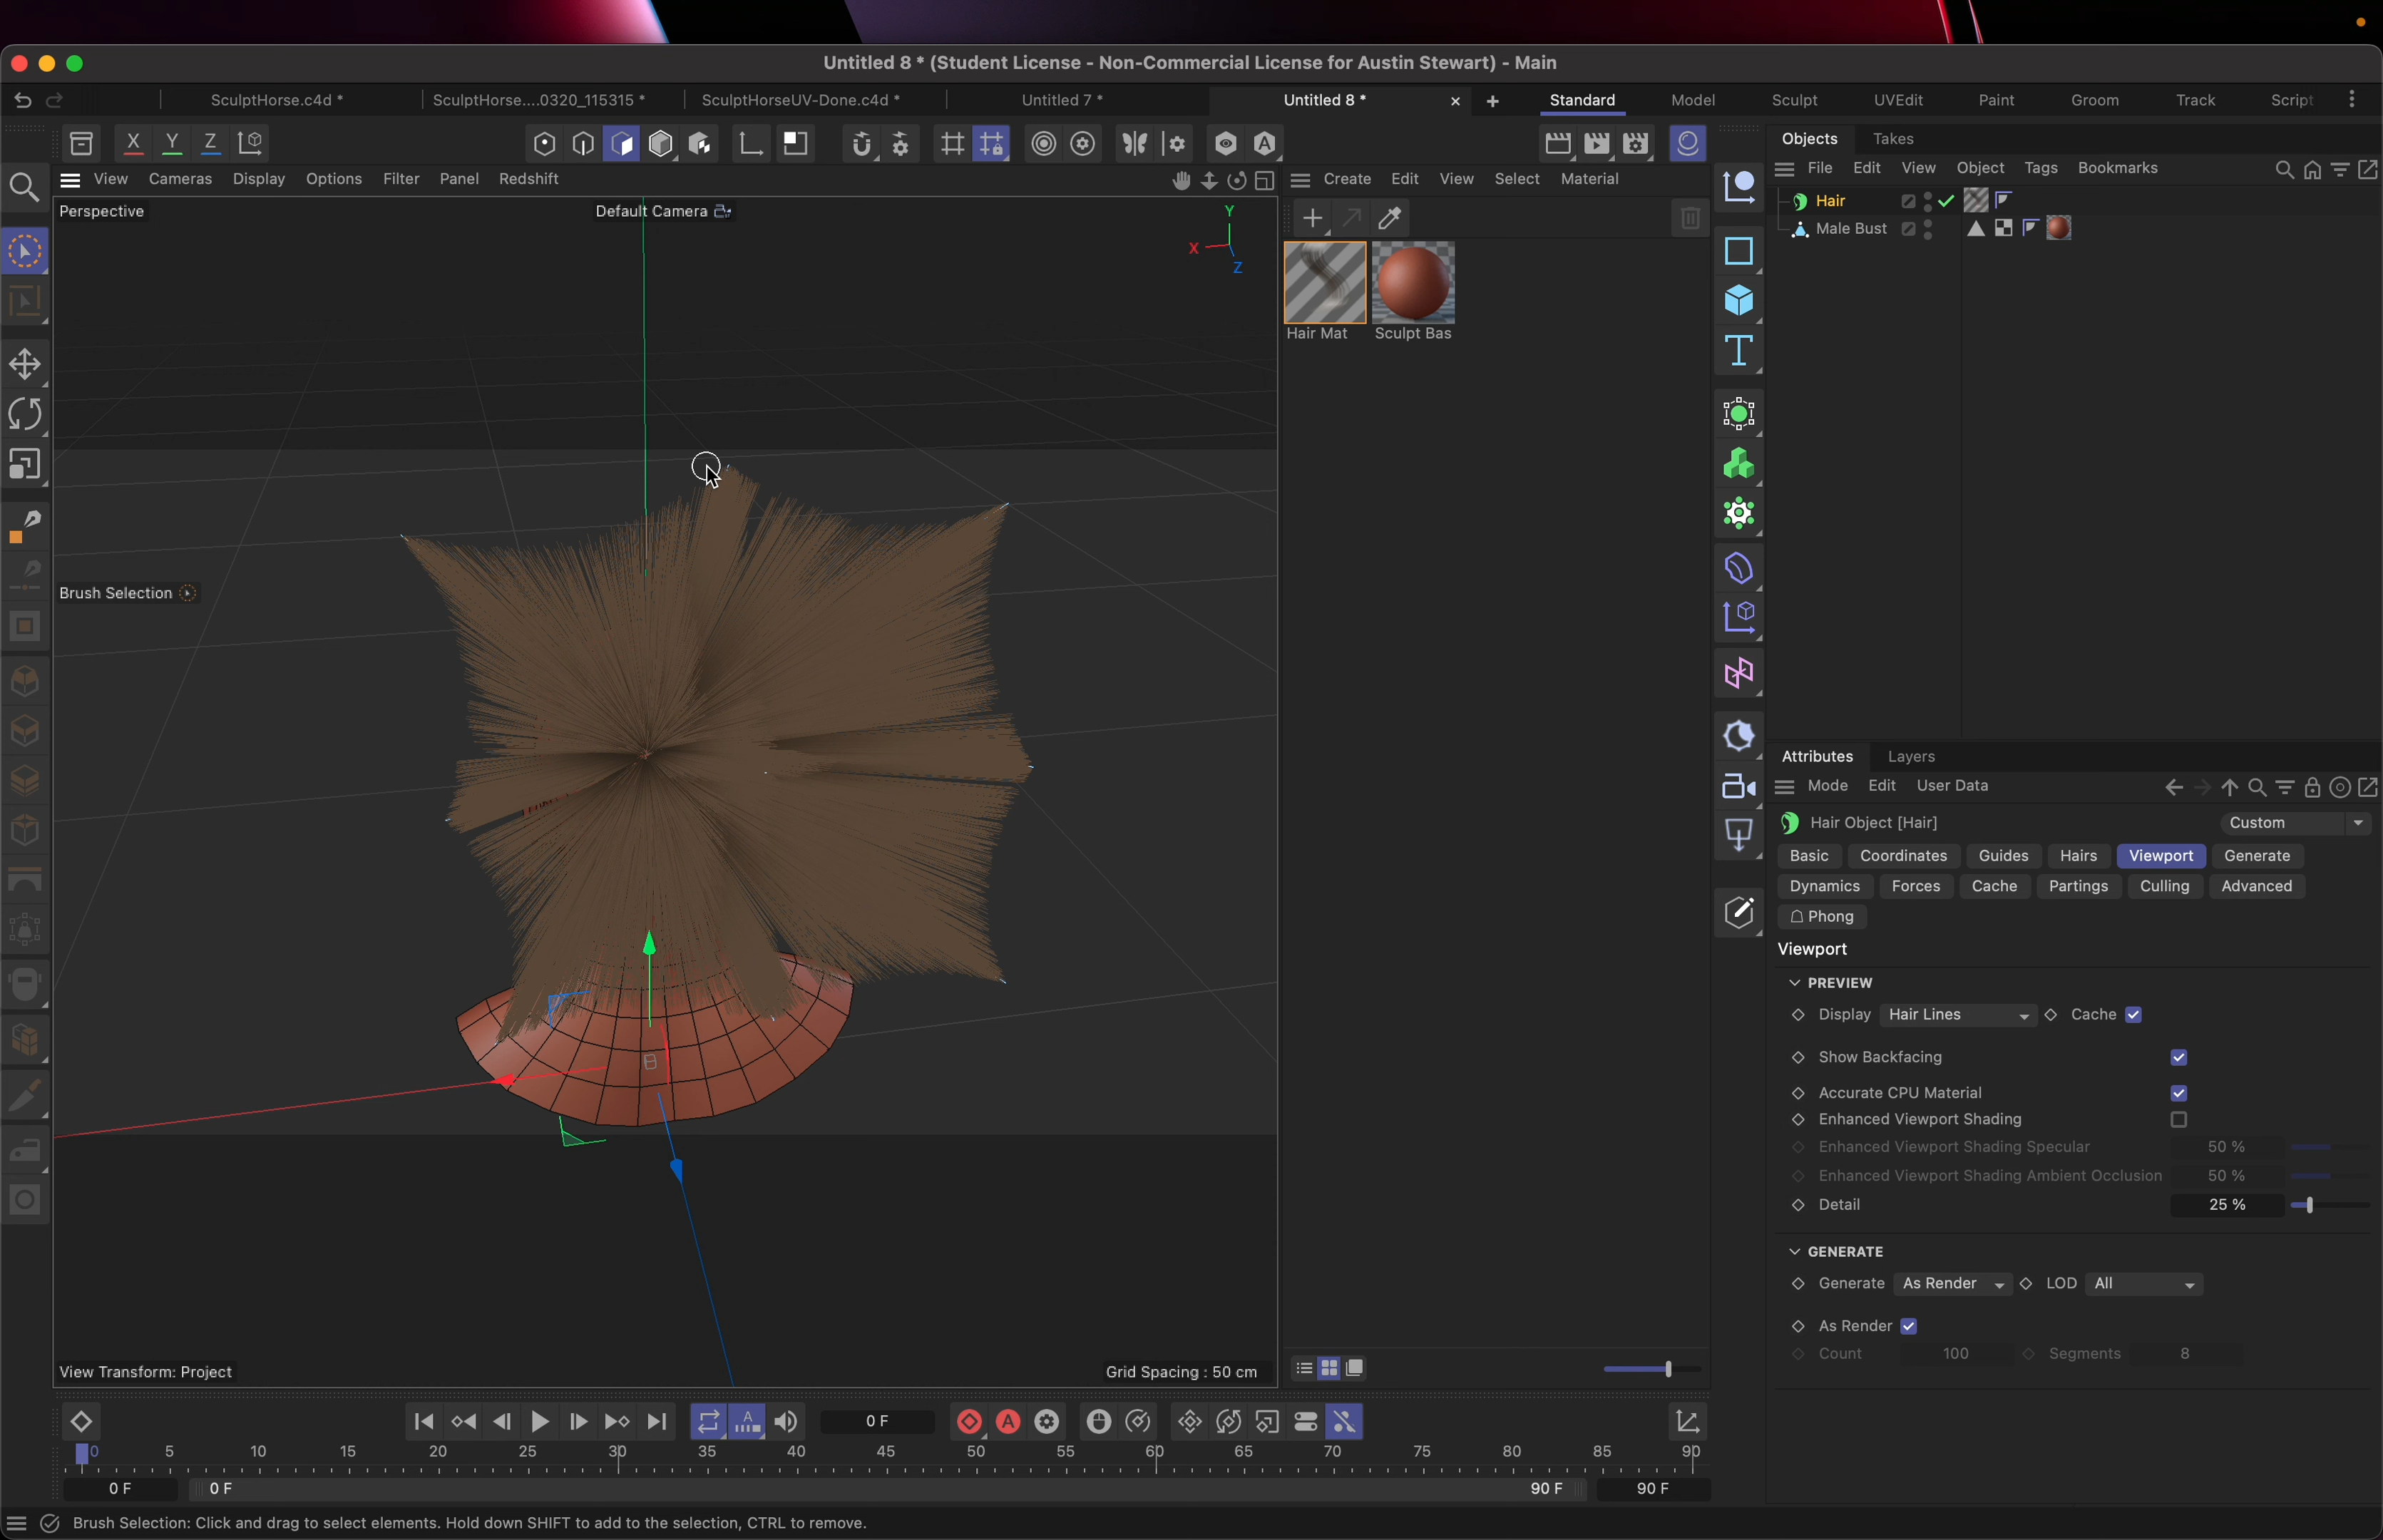 Untitled 8 * (Student License - Non-Commercial License for Austin Stewart) - Main
SculptHorse.c4d *
SculptHorse....0320_115315 *
SculptHorseUV-Done.c4d *
Untitled 7 *
Untitled 8 *
Standard
Model
Sculpt
UVEdit
Paint
Groom
Track
Script
X Y Z
View Cameras Display Options Filter Panel Redshift
Perspective
Default Camera
Y
X
Z
Brush Selection
View Transform: Project
Grid Spacing : 50 cm
Create Edit View Select Material
Hair Mat
Sculpt Bas
Objects
Takes
File Edit View Object Tags Bookmarks
Hair
Male Bust
Attributes
Layers
Mode Edit User Data
Hair Object [Hair]
Custom
Basic Coordinates Guides Hairs Viewport Generate
Dynamics Forces Cache Partings Culling Advanced
Phong
Viewport
PREVIEW
Display Hair Lines Cache
Show Backfacing
Accurate CPU Material
Enhanced Viewport Shading
Enhanced Viewport Shading Specular 50 %
Enhanced Viewport Shading Ambient Occlusion 50 %
Detail 25 %
GENERATE
Generate As Render LOD All
As Render
Count 100 Segments 8
0 F
0 5 10 15 20 25 30 35 40 45 50 55 60 65 70 75 80 85 90
0 F 0 F 90 F 90 F
Brush Selection: Click and drag to select elements. Hold down SHIFT to add to the selection, CTRL to remove.